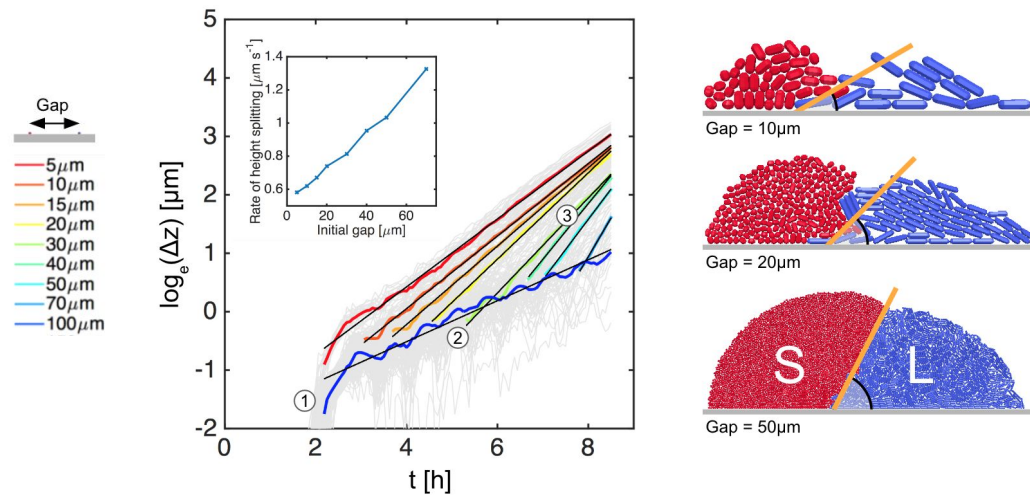 Gap
5μm
10μm
15μm
20μm
30μm
40μm
50μm
70μm
100μm
log_e(Δz) [μm]
5
4
3
2
1
0
-1
-2
0
2
4
6
8
t [h]
1
2
3
Rate of height splitting [μm s⁻¹]
1.4
1.2
1
0.8
0.6
0
20
40
60
Initial gap [μm]
Gap = 10μm
Gap = 20μm
S
L
Gap = 50μm